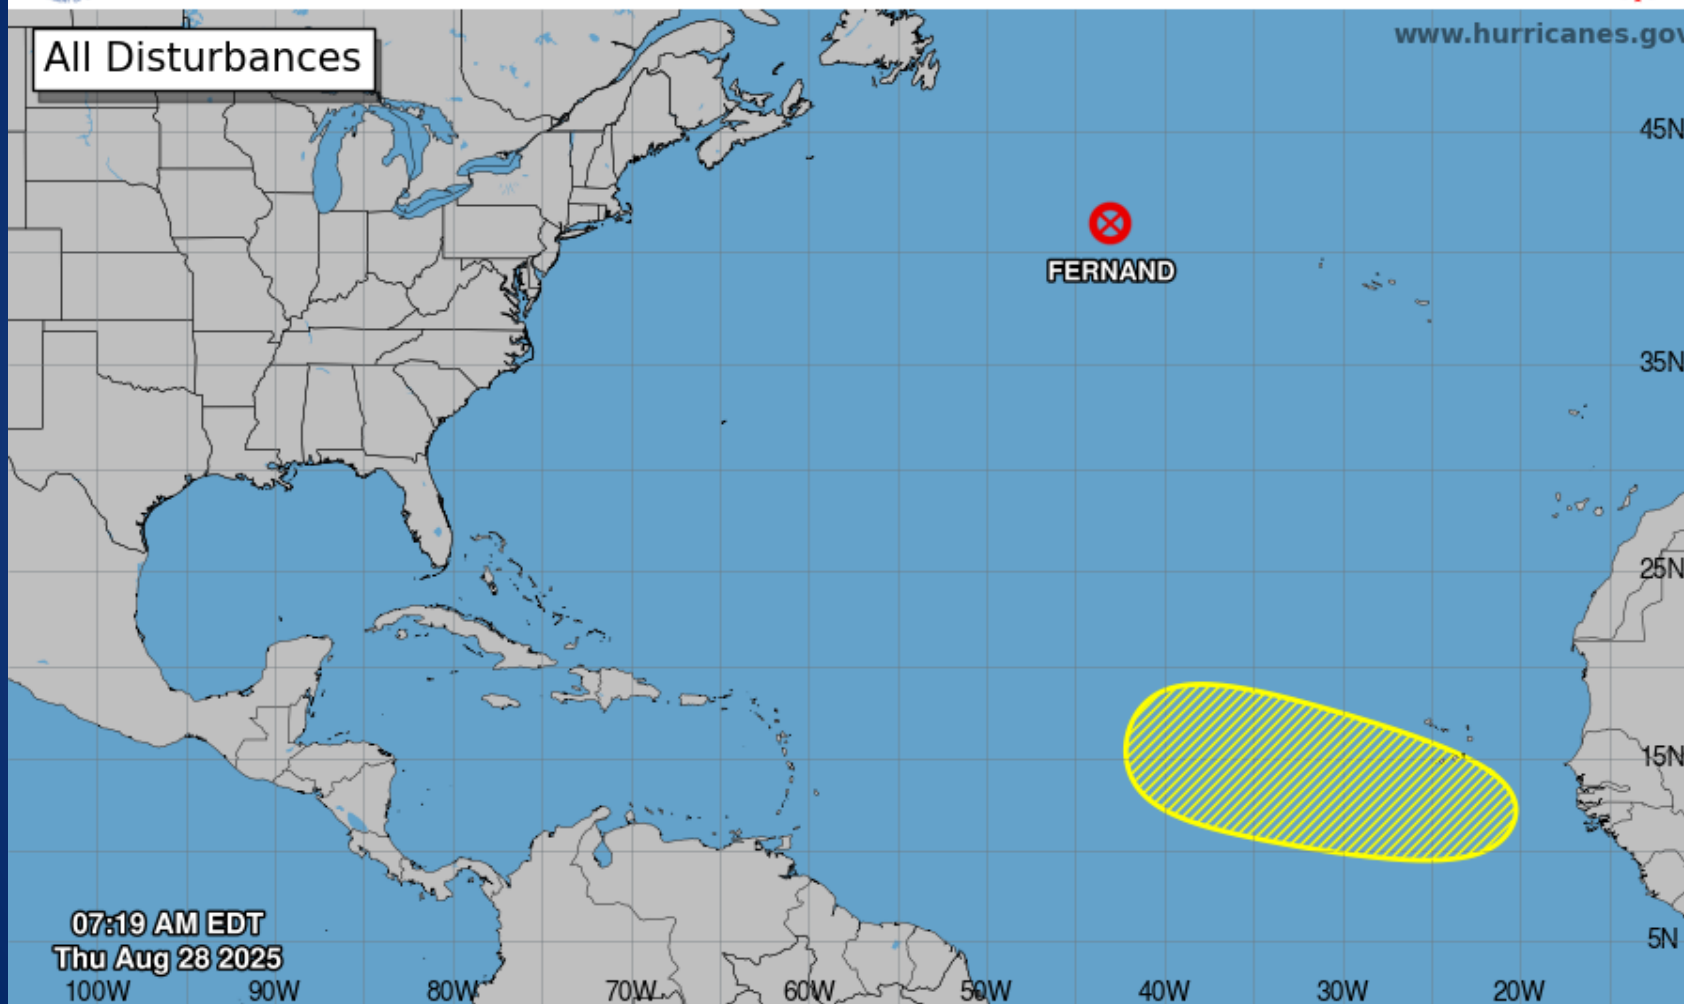 All Disturbances
www.hurricanes.gov
45N
FERNAND
35N
25N
15N
07:19 AM EDT
Thu Aug 28 2025
5N
100W 90W 80W 70W 60W 50W 40W 30W 20W